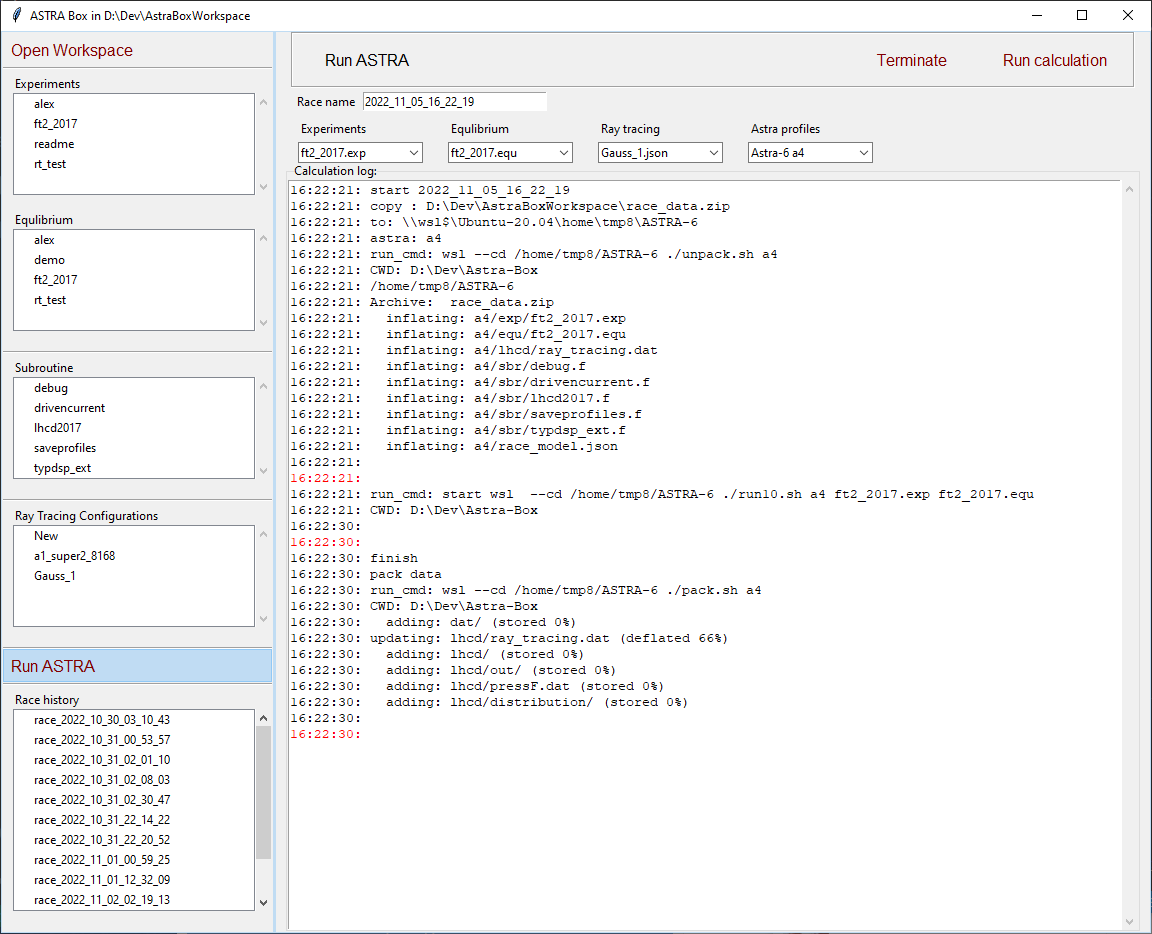 ASTRA Box in D:\Dev\AstraBoxWorkspace
Open Workspace
Experiments
alex
ft2_2017
readme
rt_test
Equlibrium
alex
demo
ft2_2017
rt_test
Subroutine
debug
drivencurrent
lhcd2017
saveprofiles
typdsp_ext
Ray Tracing Configurations
New
a1_super2_8168
Gauss_1
Run ASTRA
Race history
race_2022_10_30_03_10_43
race_2022_10_31_00_53_57
race_2022_10_31_02_01_10
race_2022_10_31_02_08_03
race_2022_10_31_02_30_47
race_2022_10_31_22_14_22
race_2022_10_31_22_20_52
race_2022_11_01_00_59_25
race_2022_11_01_12_32_09
race_2022_11_02_02_19_13
Run ASTRA Terminate Run calculation
Race name 2022_11_05_16_22_19
Experiments Equlibrium Ray tracing Astra profiles
ft2_2017.exp ft2_2017.equ Gauss_1.json Astra-6 a4
Calculation log:
16:22:21: start 2022_11_05_16_22_19
16:22:21: copy : D:\Dev\AstraBoxWorkspace\race_data.zip
16:22:21: to: \\wsl$\Ubuntu-20.04\home\tmp8\ASTRA-6
16:22:21: astra: a4
16:22:21: run_cmd: wsl --cd /home/tmp8/ASTRA-6 ./unpack.sh a4
16:22:21: CWD: D:\Dev\Astra-Box
16:22:21: /home/tmp8/ASTRA-6
16:22:21: Archive:  race_data.zip
16:22:21:   inflating: a4/exp/ft2_2017.exp
16:22:21:   inflating: a4/equ/ft2_2017.equ
16:22:21:   inflating: a4/lhcd/ray_tracing.dat
16:22:21:   inflating: a4/sbr/debug.f
16:22:21:   inflating: a4/sbr/drivencurrent.f
16:22:21:   inflating: a4/sbr/lhcd2017.f
16:22:21:   inflating: a4/sbr/saveprofiles.f
16:22:21:   inflating: a4/sbr/typdsp_ext.f
16:22:21:   inflating: a4/race_model.json
16:22:21:
16:22:21:
16:22:21: run_cmd: start wsl  --cd /home/tmp8/ASTRA-6 ./run10.sh a4 ft2_2017.exp ft2_2017.equ
16:22:21: CWD: D:\Dev\Astra-Box
16:22:30:
16:22:30:
16:22:30: finish
16:22:30: pack data
16:22:30: run_cmd: wsl --cd /home/tmp8/ASTRA-6 ./pack.sh a4
16:22:30: CWD: D:\Dev\Astra-Box
16:22:30:   adding: dat/ (stored 0%)
16:22:30: updating: lhcd/ray_tracing.dat (deflated 66%)
16:22:30:   adding: lhcd/ (stored 0%)
16:22:30:   adding: lhcd/out/ (stored 0%)
16:22:30:   adding: lhcd/pressF.dat (stored 0%)
16:22:30:   adding: lhcd/distribution/ (stored 0%)
16:22:30:
16:22:30: